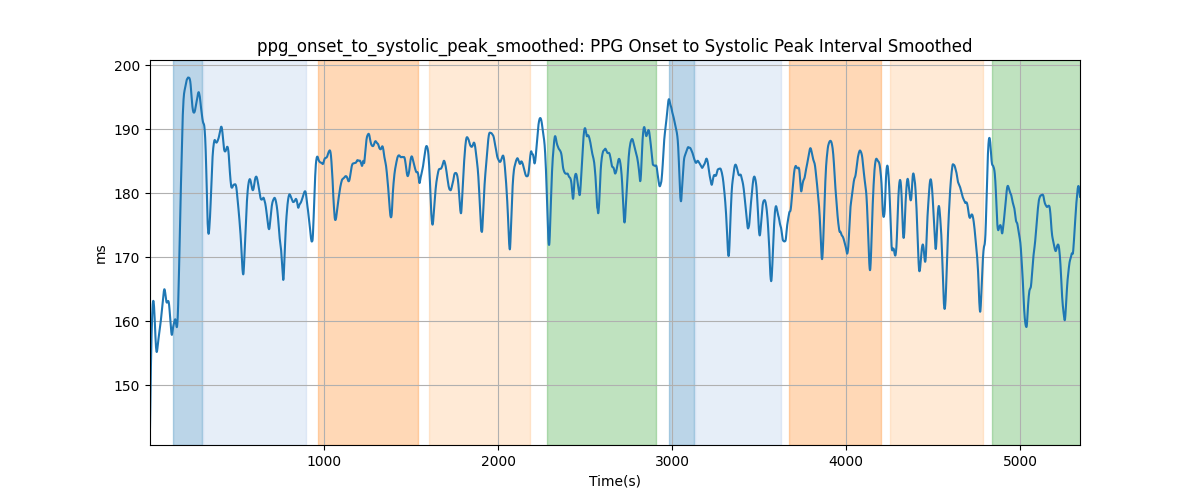 ppg_onset_to_systolic_peak_smoothed: PPG Onset to Systolic Peak Interval Smoothed
200
190
180
170
160
150
ms
1000 2000 3000 4000 5000
Time(s)